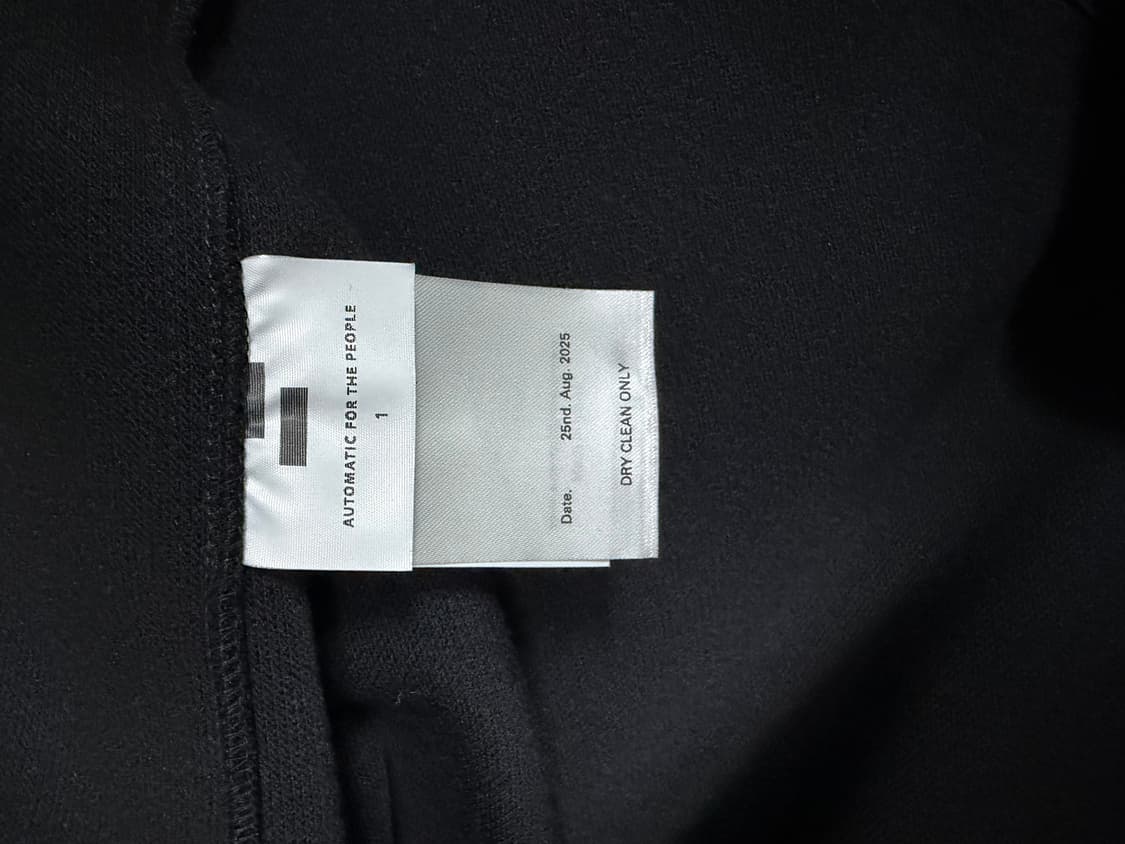 AUTOMATIC FOR THE PEOPLE
1
Date. 25nd. Aug. 2025
DRY CLEAN ONLY